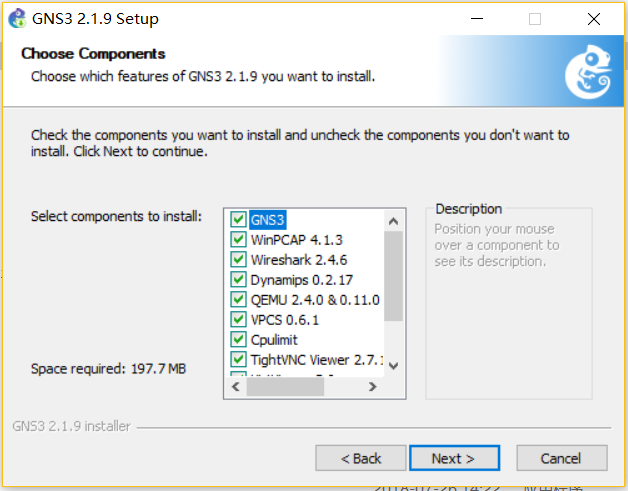 GNS3 2.1.9 Setup
Choose Components
Choose which features of GNS3 2.1.9 you want to install.
Check the components you want to install and uncheck the components you don't want to
install. Click Next to continue.
Select components to install:
GNS3
WinPCAP 4.1.3
Wireshark 2.4.6
Dynamips 0.2.17
QEMU 2.4.0 & 0.11.0
VPCS 0.6.1
Cpulimit
TightVNC Viewer 2.7.
Description
Position your mouse
over a component to
see its description.
Space required: 197.7 MB
GNS3 2.1.9 installer
< Back
Next >
Cancel